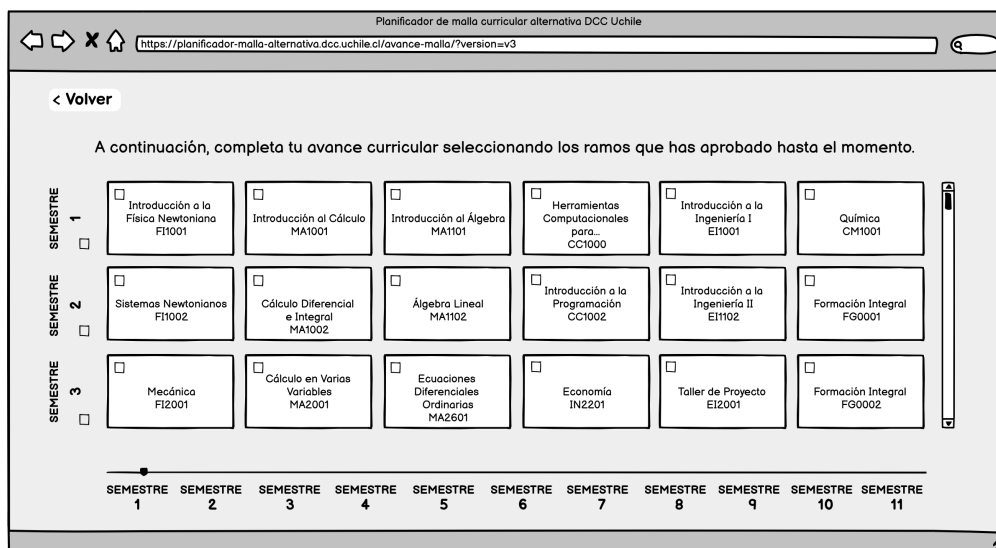 Planificador de malla curricular alternativa DCC Uchile
https://planificador-malla-alternativa.dcc.uchile.cl/avance-malla/?version=v3
< Volver
A continuación, completa tu avance curricular seleccionando los ramos que has aprobado hasta el momento.
SEMESTRE
1
Introducción a la
Física Newtoniana
FI1001
Introducción al Cálculo
MA1001
Introducción al Álgebra
MA1101
Herramientas
Computacionales
para...
CC1000
Introducción a la
Ingeniería I
EI1001
Química
CM1001
SEMESTRE
2
Sistemas Newtonianos
FI1002
Cálculo Diferencial
e Integral
MA1002
Álgebra Lineal
MA1102
Introducción a la
Programación
CC1002
Introducción a la
Ingeniería II
EI1102
Formación Integral
FG0001
SEMESTRE
3
Mecánica
FI2001
Cálculo en Varias
Variables
MA2001
Ecuaciones
Diferenciales
Ordinarias
MA2601
Economía
IN2201
Taller de Proyecto
EI2001
Formación Integral
FG0002
SEMESTRE SEMESTRE SEMESTRE SEMESTRE SEMESTRE SEMESTRE SEMESTRE SEMESTRE SEMESTRE SEMESTRE SEMESTRE
1 2 3 4 5 6 7 8 9 10 11